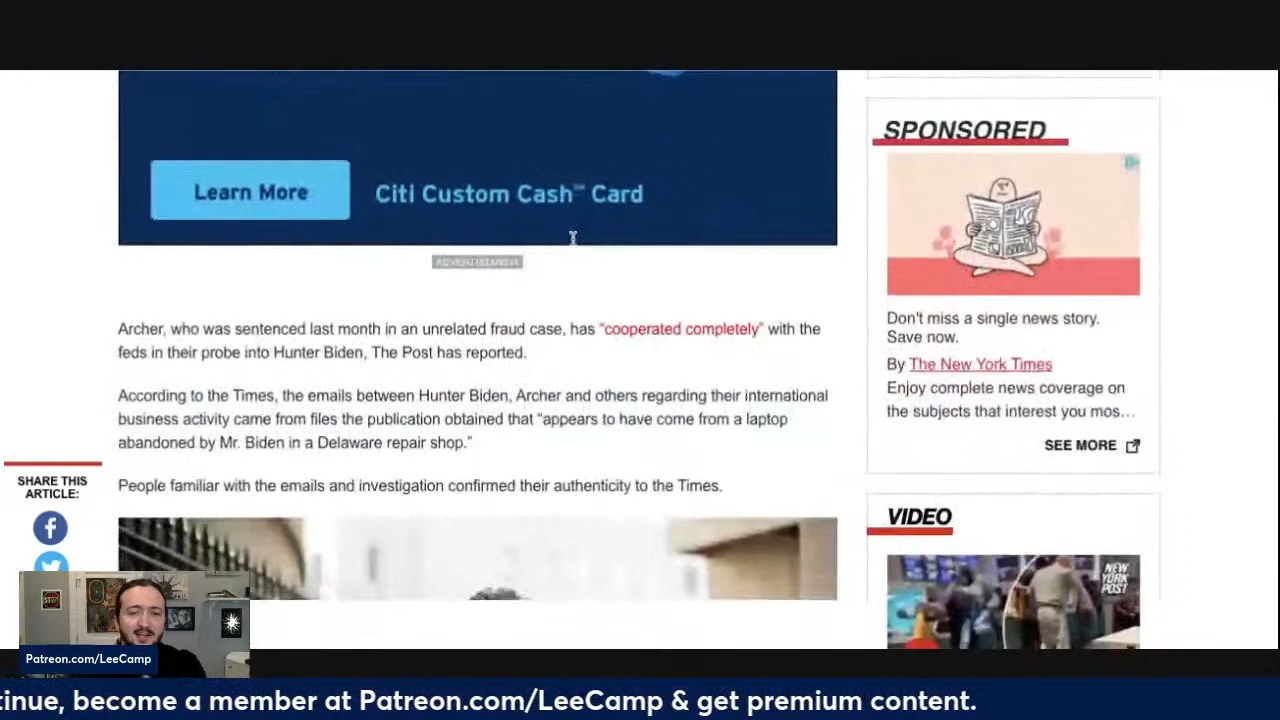 Learn More
Citi Custom Cash℠ Card
ADVERTISEMENT
Archer, who was sentenced last month in an unrelated fraud case, has “cooperated completely” with the
feds in their probe into Hunter Biden, The Post has reported.
According to the Times, the emails between Hunter Biden, Archer and others regarding their international
business activity came from files the publication obtained that “appears to have come from a laptop
abandoned by Mr. Biden in a Delaware repair shop.”
People familiar with the emails and investigation confirmed their authenticity to the Times.
SHARE THIS
ARTICLE:
SPONSORED
Don't miss a single news story.
Save now.
By The New York Times
Enjoy complete news coverage on
the subjects that interest you mos…
SEE MORE
VIDEO
NEW
YORK
POST
Patreon.com/LeeCamp
tinue, become a member at Patreon.com/LeeCamp & get premium content.